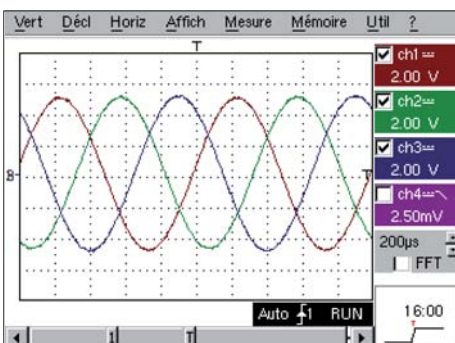 Vert Décl Horiz Affich Mesure Mémoire Util ?
T
ch1
2.00 V
ch2
2.00 V
B
ch3
T
2.00 V
ch4
2.50mV
200µs
FFT
Auto 1 RUN
16:00
1 T